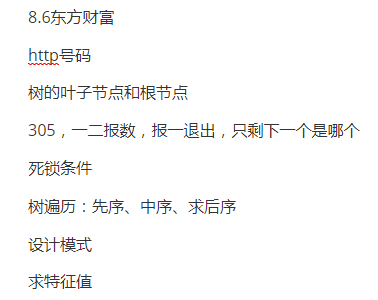 8.6东方财富
http号码
树的叶子节点和根节点
305，一二报数，报一退出，只剩下一个是哪个
死锁条件
树遍历：先序、中序、求后序
设计模式
求特征值